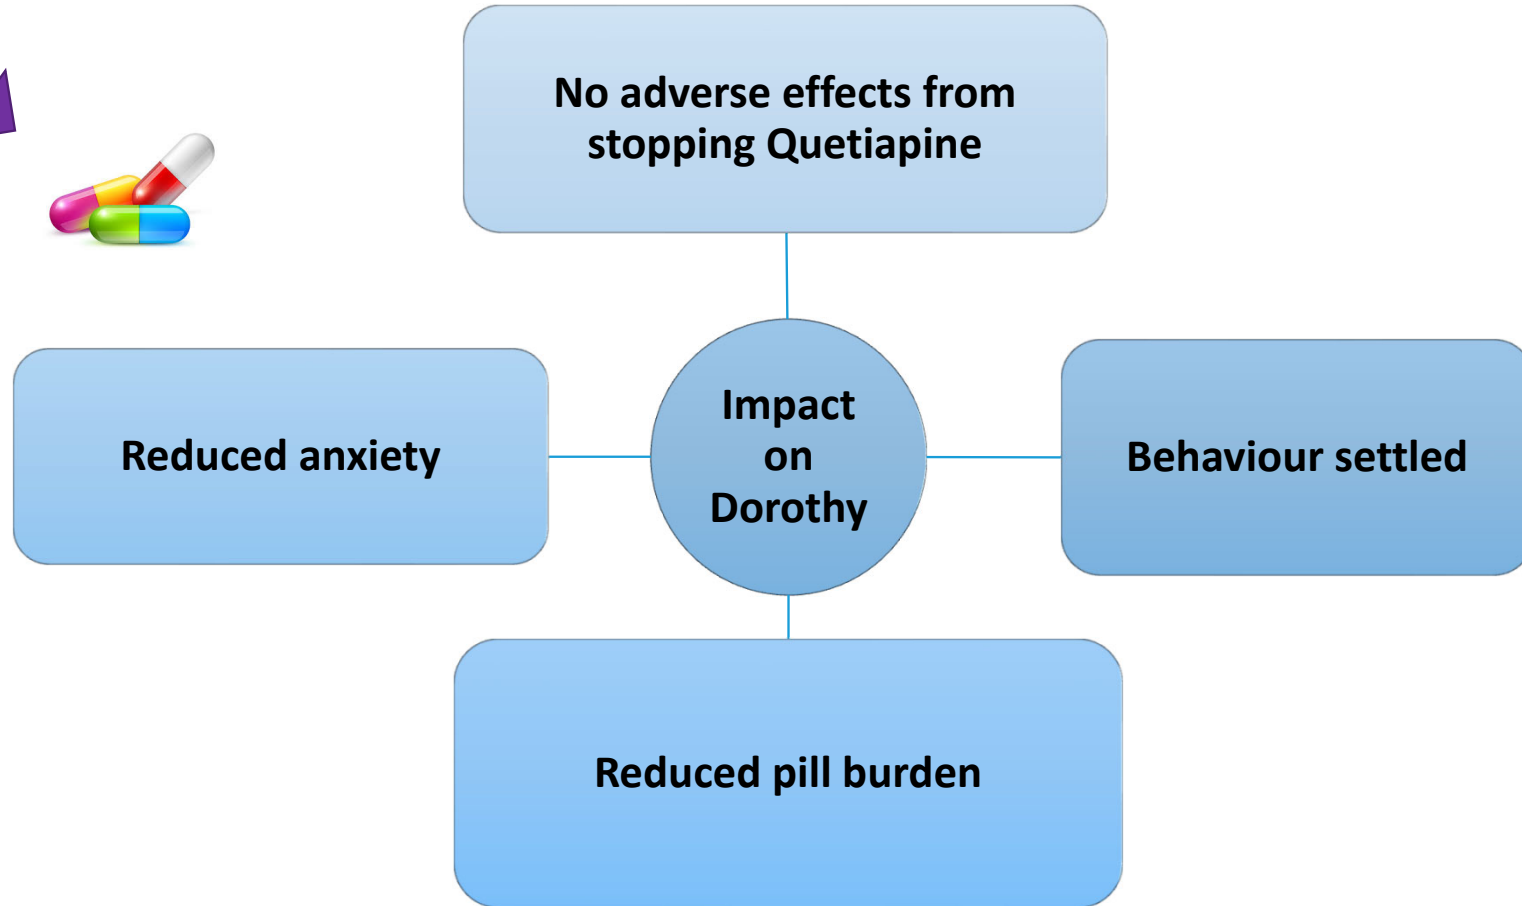 No adverse effects from
stopping Quetiapine
Reduced anxiety
Impact
on
Dorothy
Behaviour settled
Reduced pill burden